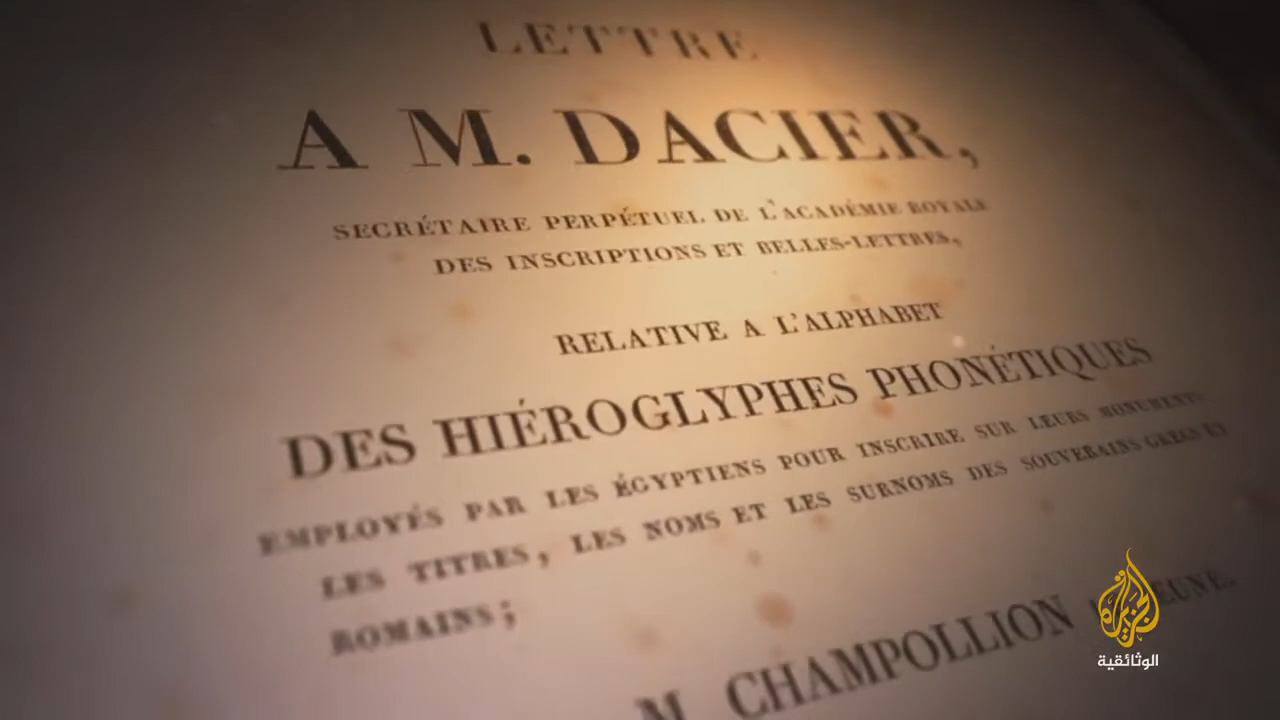 LETTRE
A M. DACIER,
SECRÉTAIRE PERPÉTUEL DE L'ACADÉMIE ROYALE
DES INSCRIPTIONS ET BELLES-LETTRES,
RELATIVE A L'ALPHABET
DES HIÉROGLYPHES PHONÉTIQUES
EMPLOYÉS PAR LES ÉGYPTIENS POUR INSCRIRE SUR LEURS MONUMENTS
LES TITRES, LES NOMS ET LES SURNOMS DES SOUVERAINS GRECS ET
ROMAINS;
M. CHAMPOLLION
الجزيرة
الوثائقية